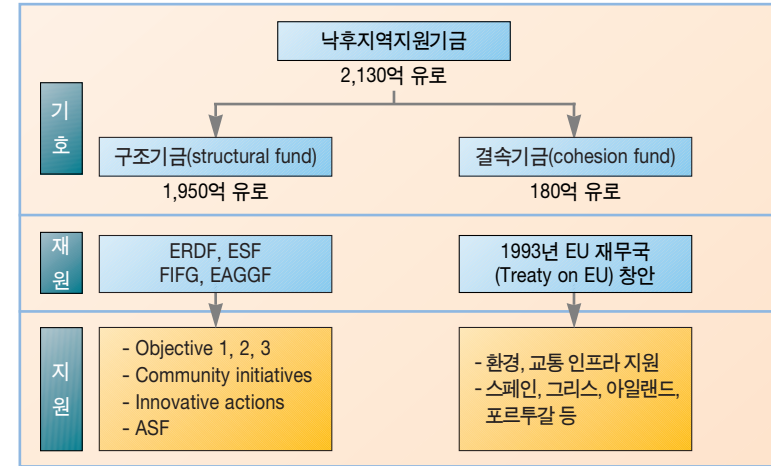 낙후지역지원기금
2,130억 유로
기
호
구조기금(structural fund)
1,950억 유로
결속기금(cohesion fund)
180억 유로
재
원
ERDF, ESF
FIFG, EAGGF
1993년 EU 재무국
(Treaty on EU) 창안
지
원
- Objective 1, 2, 3
- Community initiatives
- Innovative actions
- ASF
- 환경, 교통 인프라 지원
- 스페인, 그리스, 아일랜드,
포르투갈 등